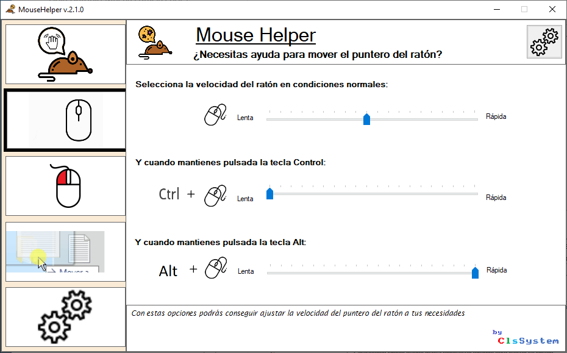 MouseHelper v.2.1.0
Mouse Helper
¿Necesitas ayuda para mover el puntero del ratón?
Selecciona la velocidad del ratón en condiciones normales:
Lenta
Rápida
Y cuando mantienes pulsada la tecla Control:
Ctrl +
Lenta
Rápida
Y cuando mantienes pulsada la tecla Alt:
Alt +
Lenta
Rápida
Con estas opciones podrás conseguir ajustar la velocidad del puntero del ratón a tus necesidades
by
ClsSystem